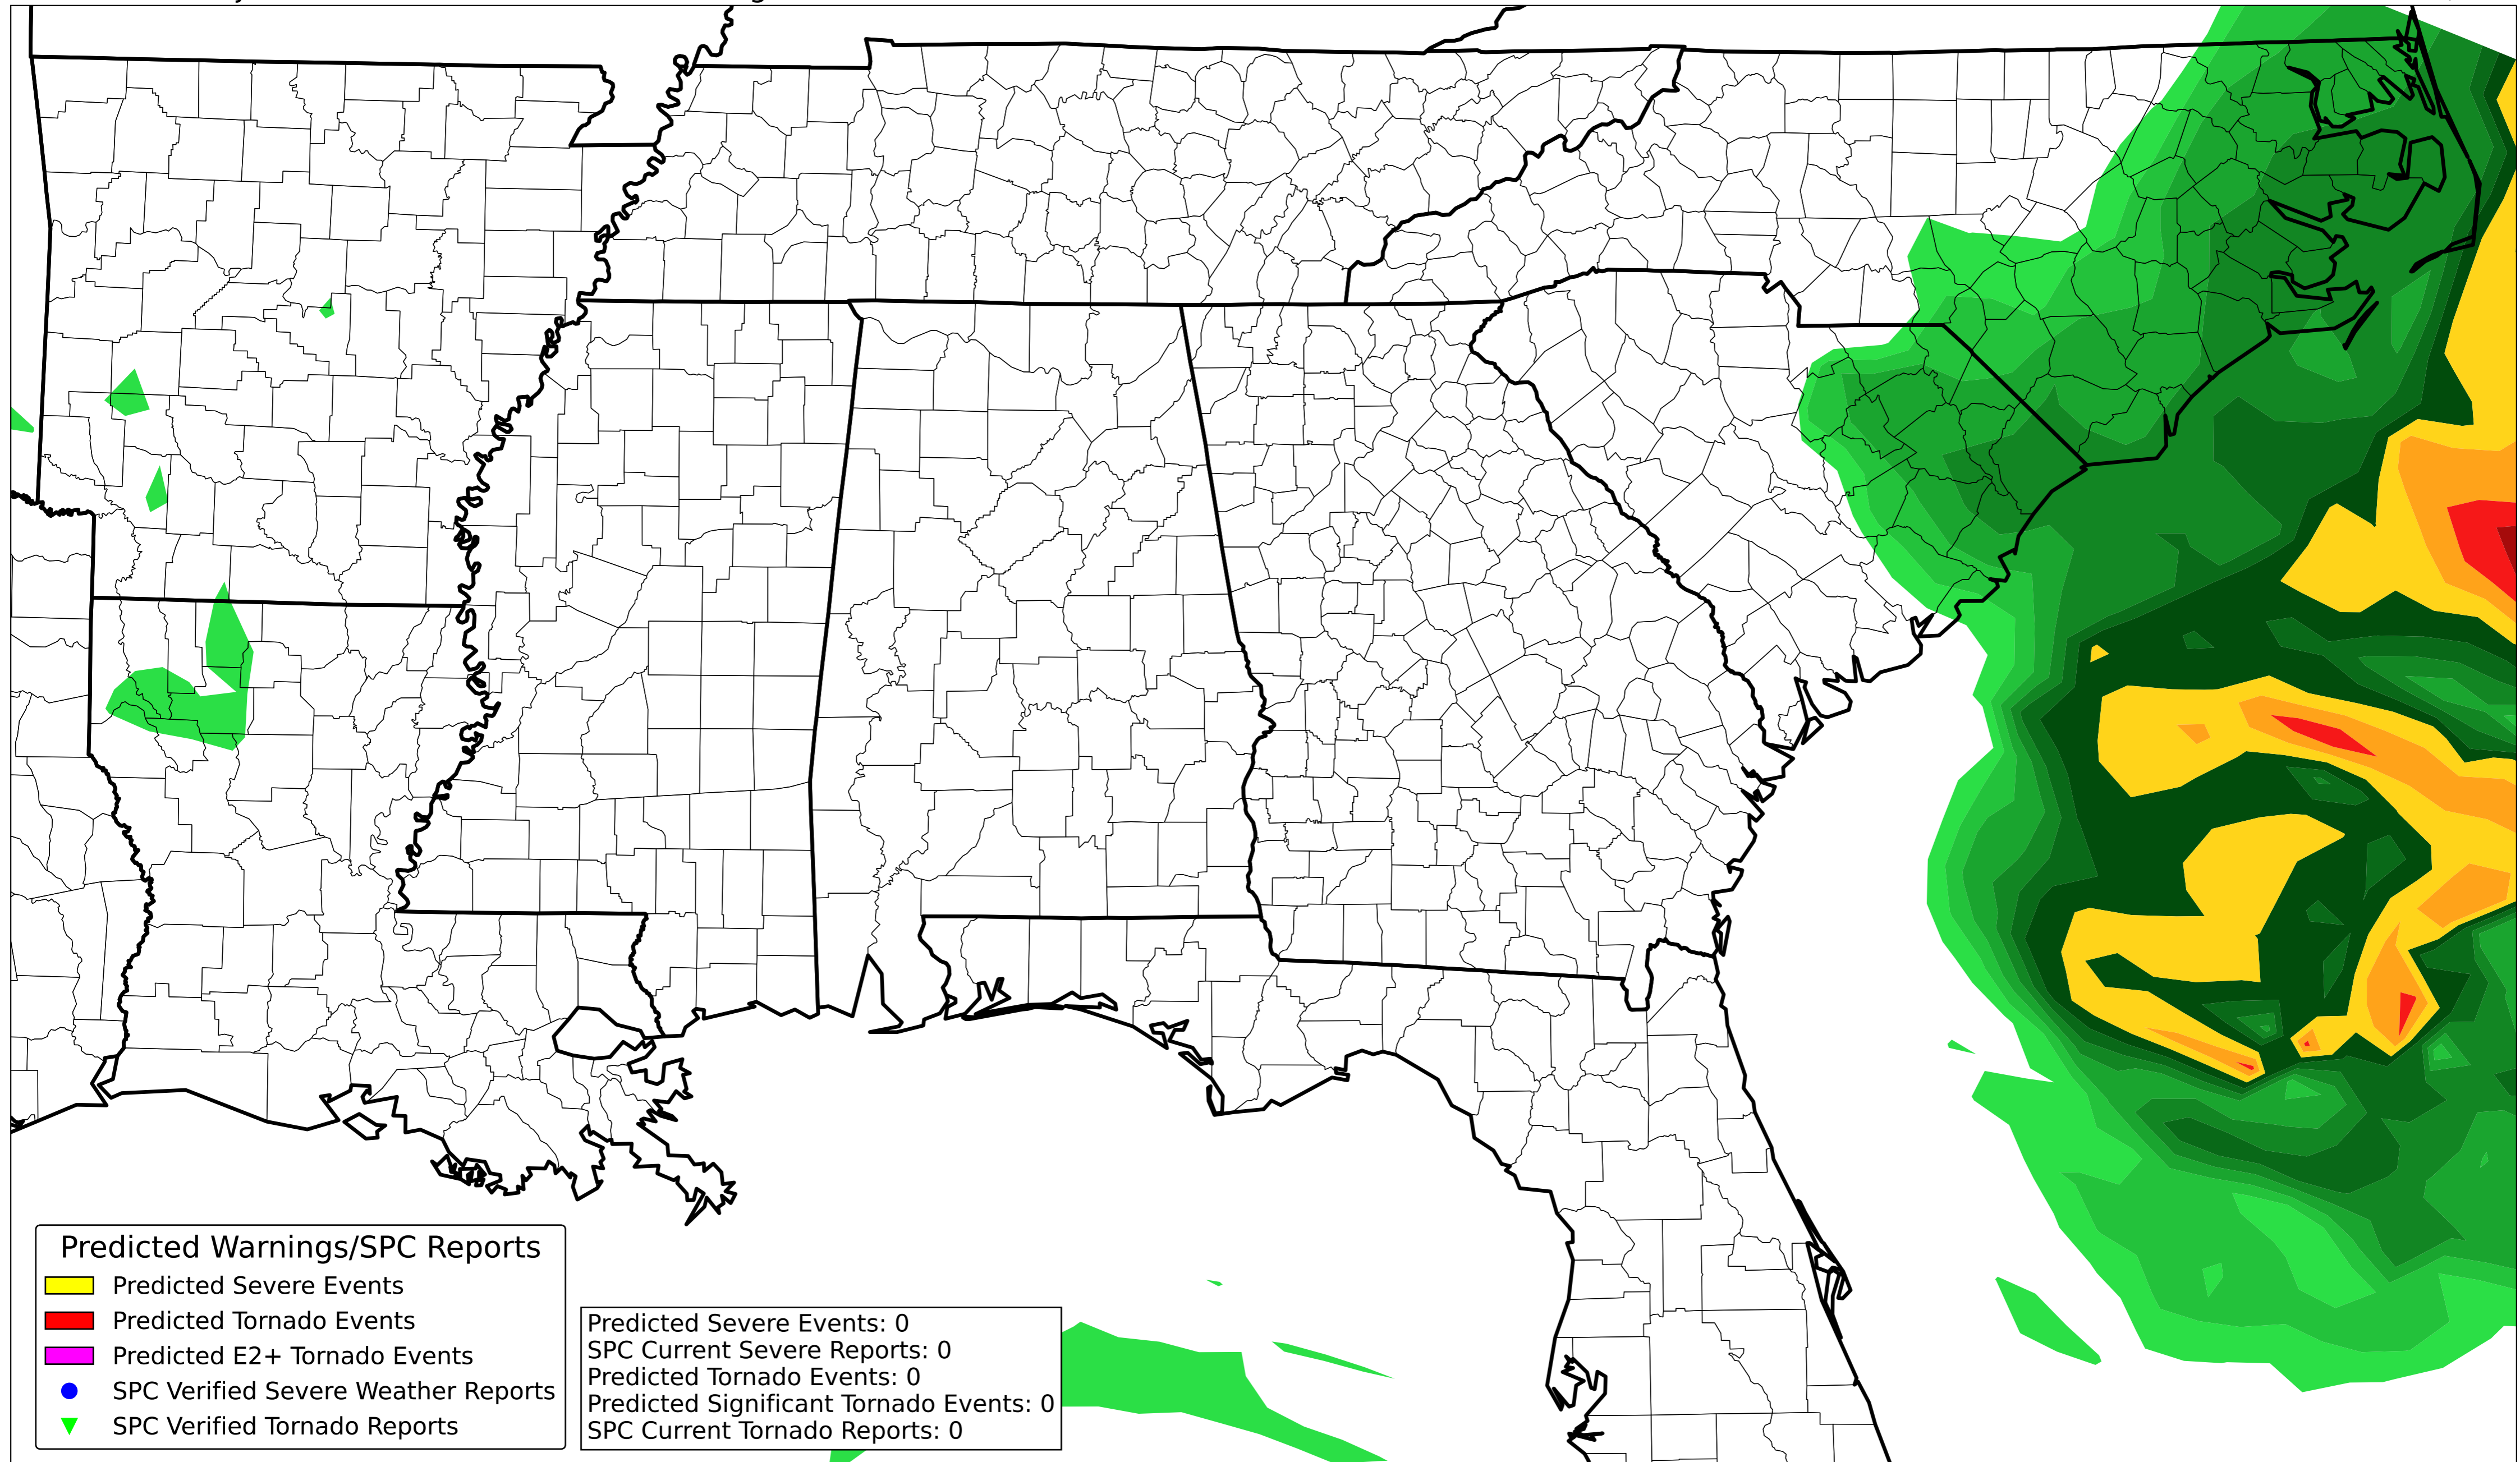 Predicted Warnings/SPC Reports
Predicted Severe Events
Predicted Tornado Events
Predicted E2+ Tornado Events
SPC Verified Severe Weather Reports
SPC Verified Tornado Reports
Predicted Severe Events: 0
SPC Current Severe Reports: 0
Predicted Tornado Events: 0
Predicted Significant Tornado Events: 0
SPC Current Tornado Reports: 0